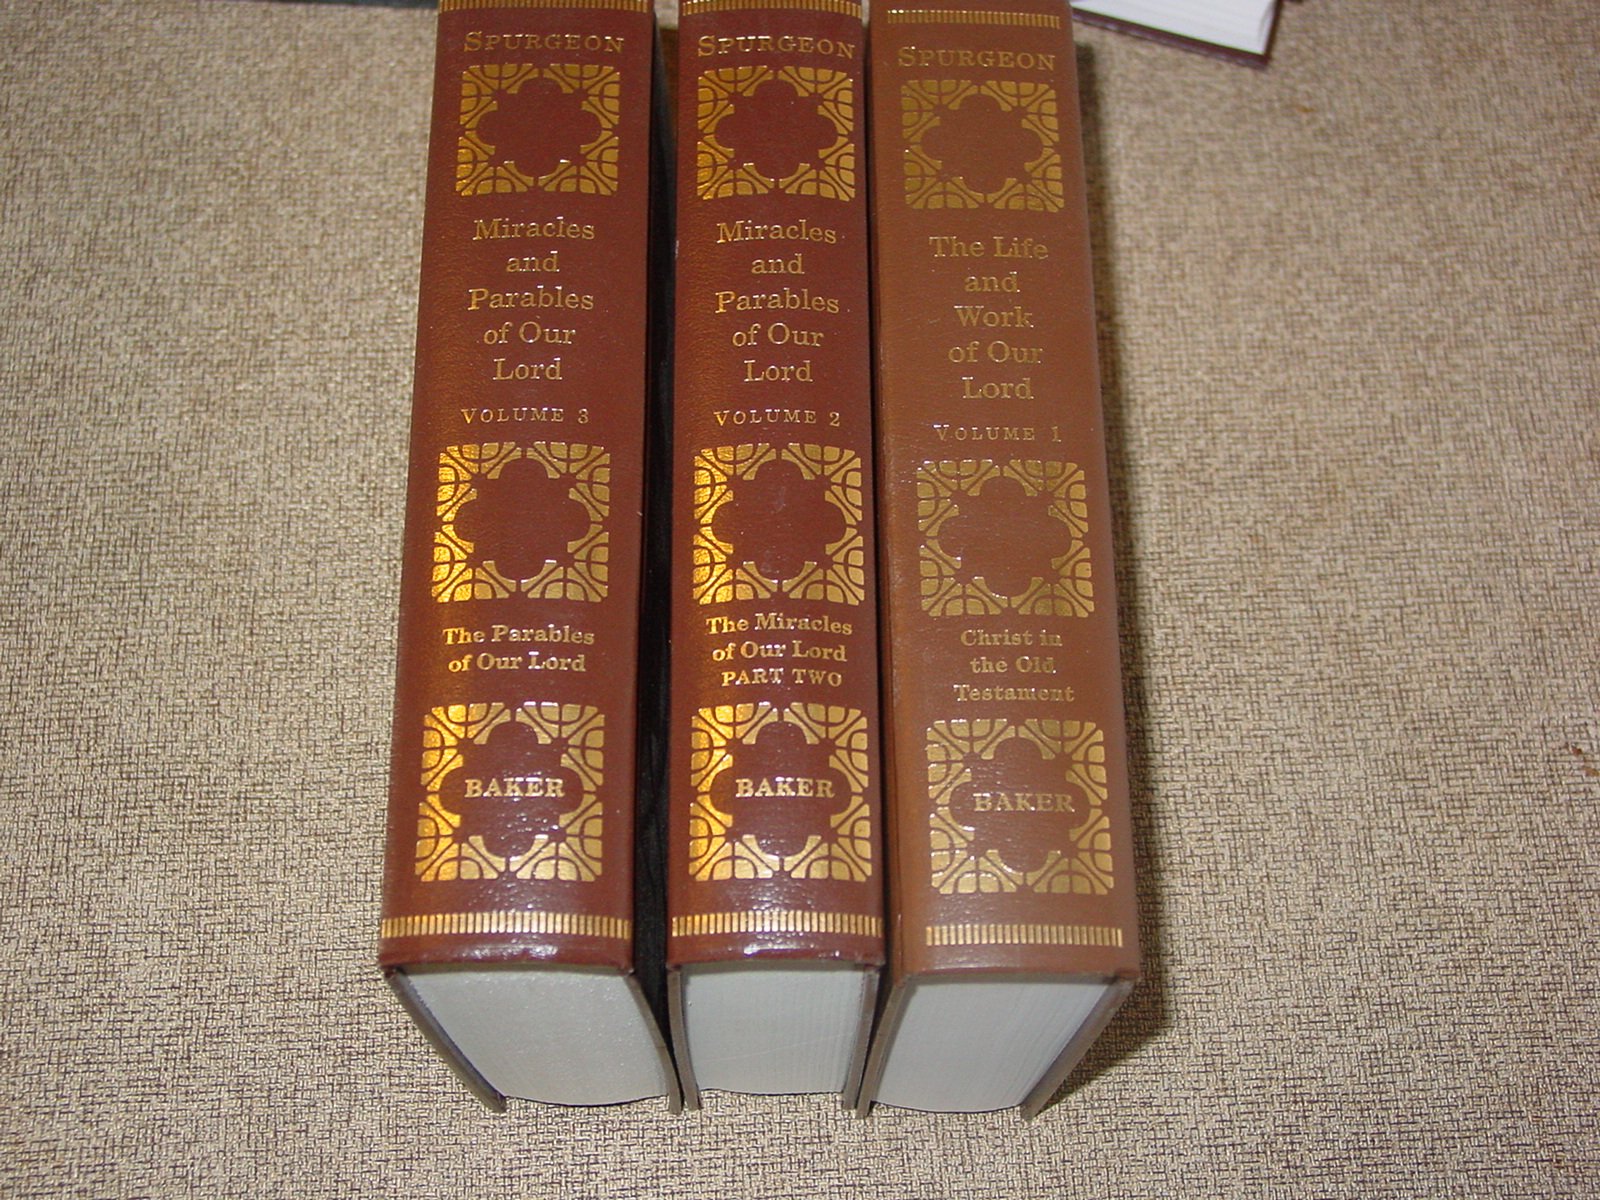 SPURGEON
Miracles
and
Parables
of Our
Lord
VOLUME 3
The Parables
of Our Lord
BAKER
SPURGEON
Miracles
and
Parables
of Our
Lord
VOLUME 2
The Miracles
of Our Lord
PART TWO
BAKER
SPURGEON
The Life
and
Work
of Our
Lord
VOLUME 1
Christ in
the Old
Testament
BAKER